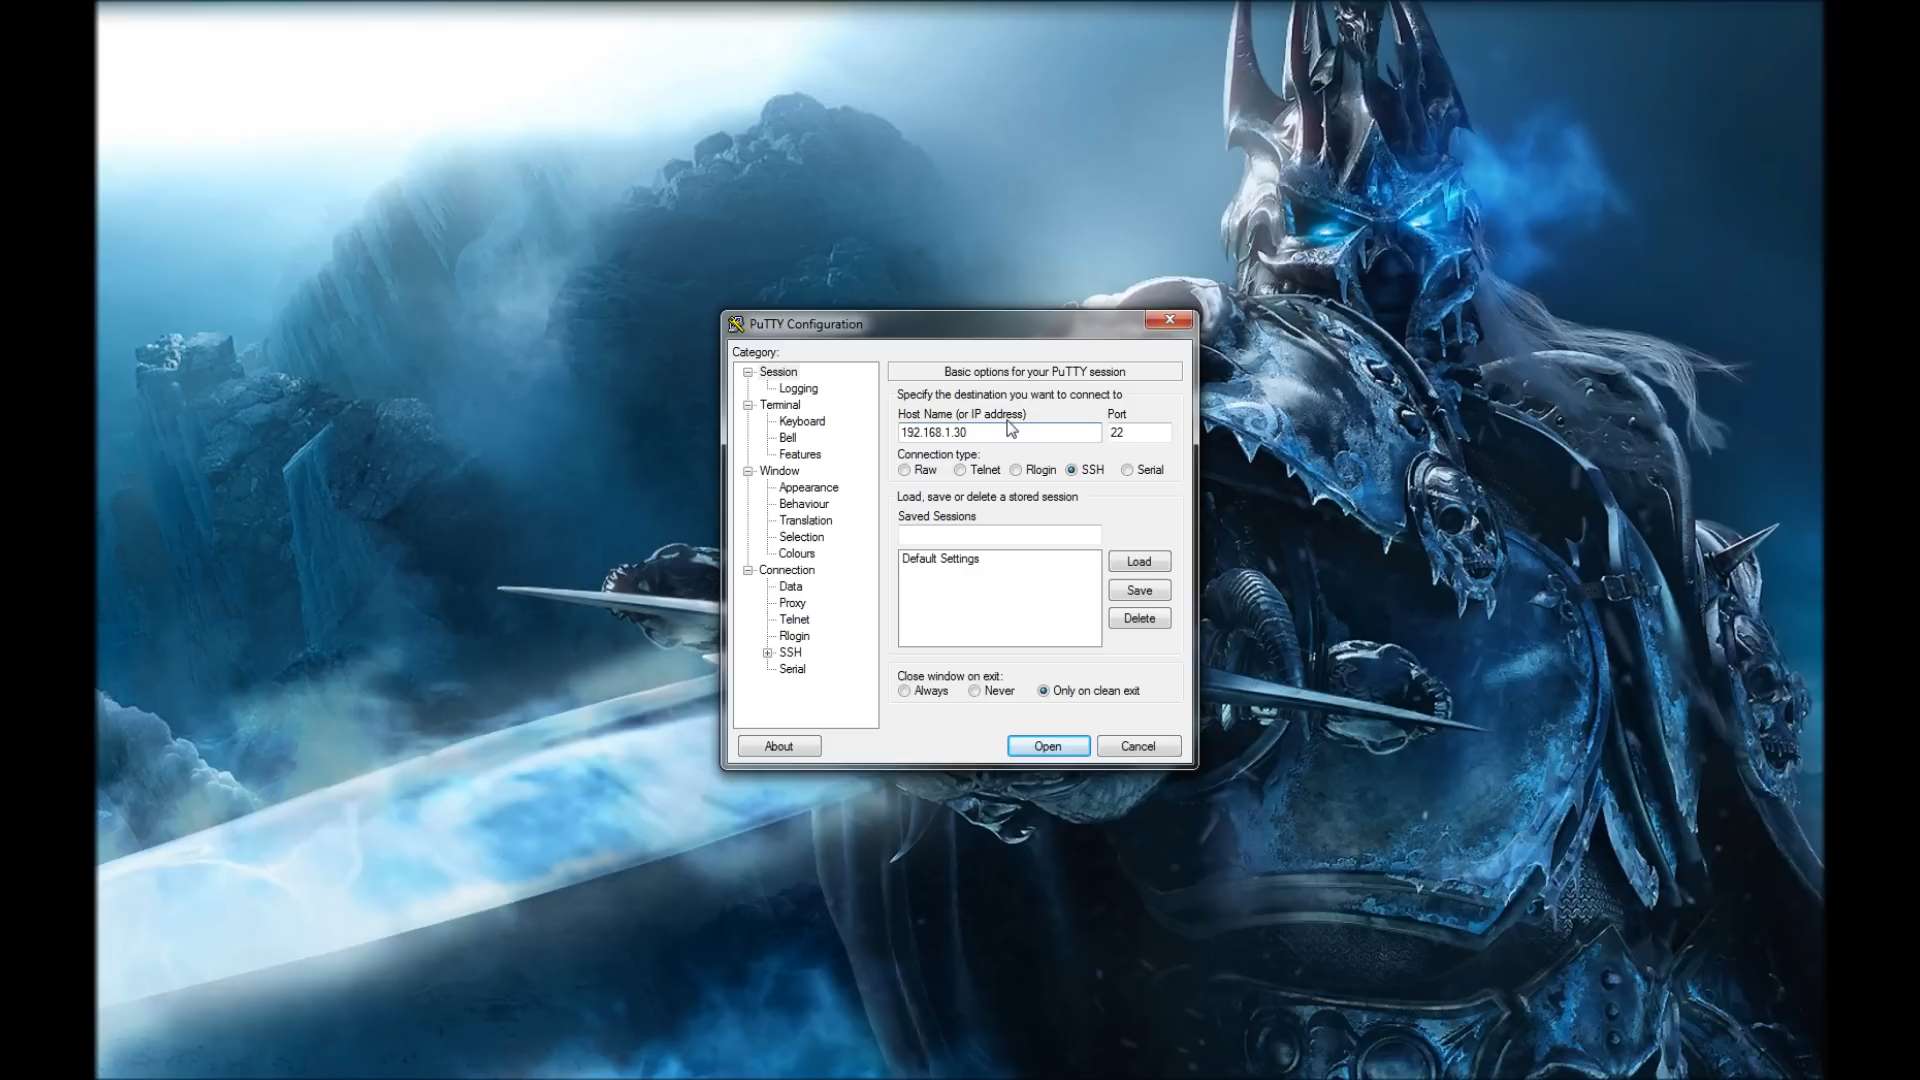 PuTTY Configuration
Category:
Session
Logging
Terminal
Keyboard
Bell
Features
Window
Appearance
Behaviour
Translation
Selection
Colours
Connection
Data
Proxy
Telnet
Rlogin
SSH
Serial
Basic options for your PuTTY session
Specify the destination you want to connect to
Host Name (or IP address) Port
192.168.1.30 22
Connection type:
Raw Telnet Rlogin SSH Serial
Load, save or delete a stored session
Saved Sessions
Default Settings
Load
Save
Delete
Close window on exit:
Always Never Only on clean exit
About Open Cancel